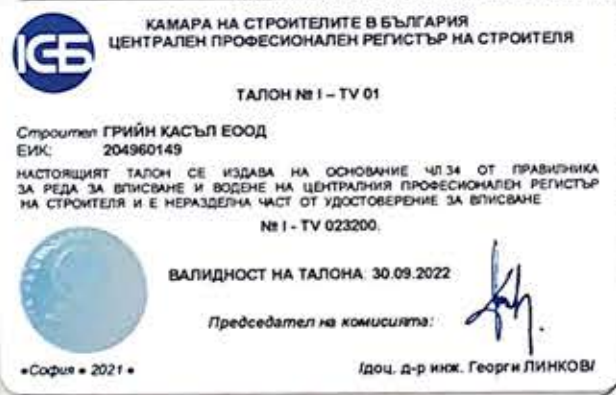 КСБ
КАМАРА НА СТРОИТЕЛИТЕ В БЪЛГАРИЯ
ЦЕНТРАЛЕН ПРОФЕСИОНАЛЕН РЕГИСТЪР НА СТРОИТЕЛЯ
ТАЛОН № I – TV 01
Строител ГРИЙН КАСЪЛ ЕООД
ЕИК: 204960149
НАСТОЯЩИЯТ ТАЛОН СЕ ИЗДАВА НА ОСНОВАНИЕ ЧЛ.34 ОТ ПРАВИЛНИКА
ЗА РЕДА ЗА ВПИСВАНЕ И ВОДЕНЕ НА ЦЕНТРАЛНИЯ ПРОФЕСИОНАЛЕН РЕГИСТЪР
НА СТРОИТЕЛЯ И Е НЕРАЗДЕЛНА ЧАСТ ОТ УДОСТОВЕРЕНИЕ ЗА ВПИСВАНЕ
№ I - TV 023200.
ВАЛИДНОСТ НА ТАЛОНА: 30.09.2022
Председател на комисията:
•София • 2021 •
/доц. д-р инж. Георги ЛИНКОВ/